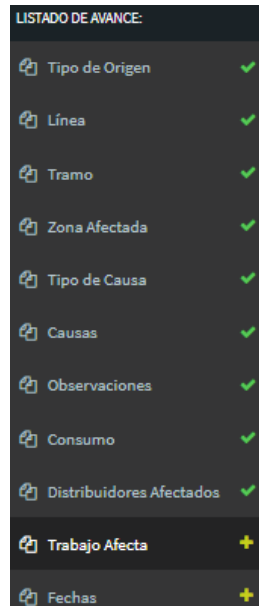 LISTADO DE AVANCE:
Tipo de Origen
Línea
Tramo
Zona Afectada
Tipo de Causa
Causas
Observaciones
Consumo
Distribuidores Afectados
Trabajo Afecta
Fechas